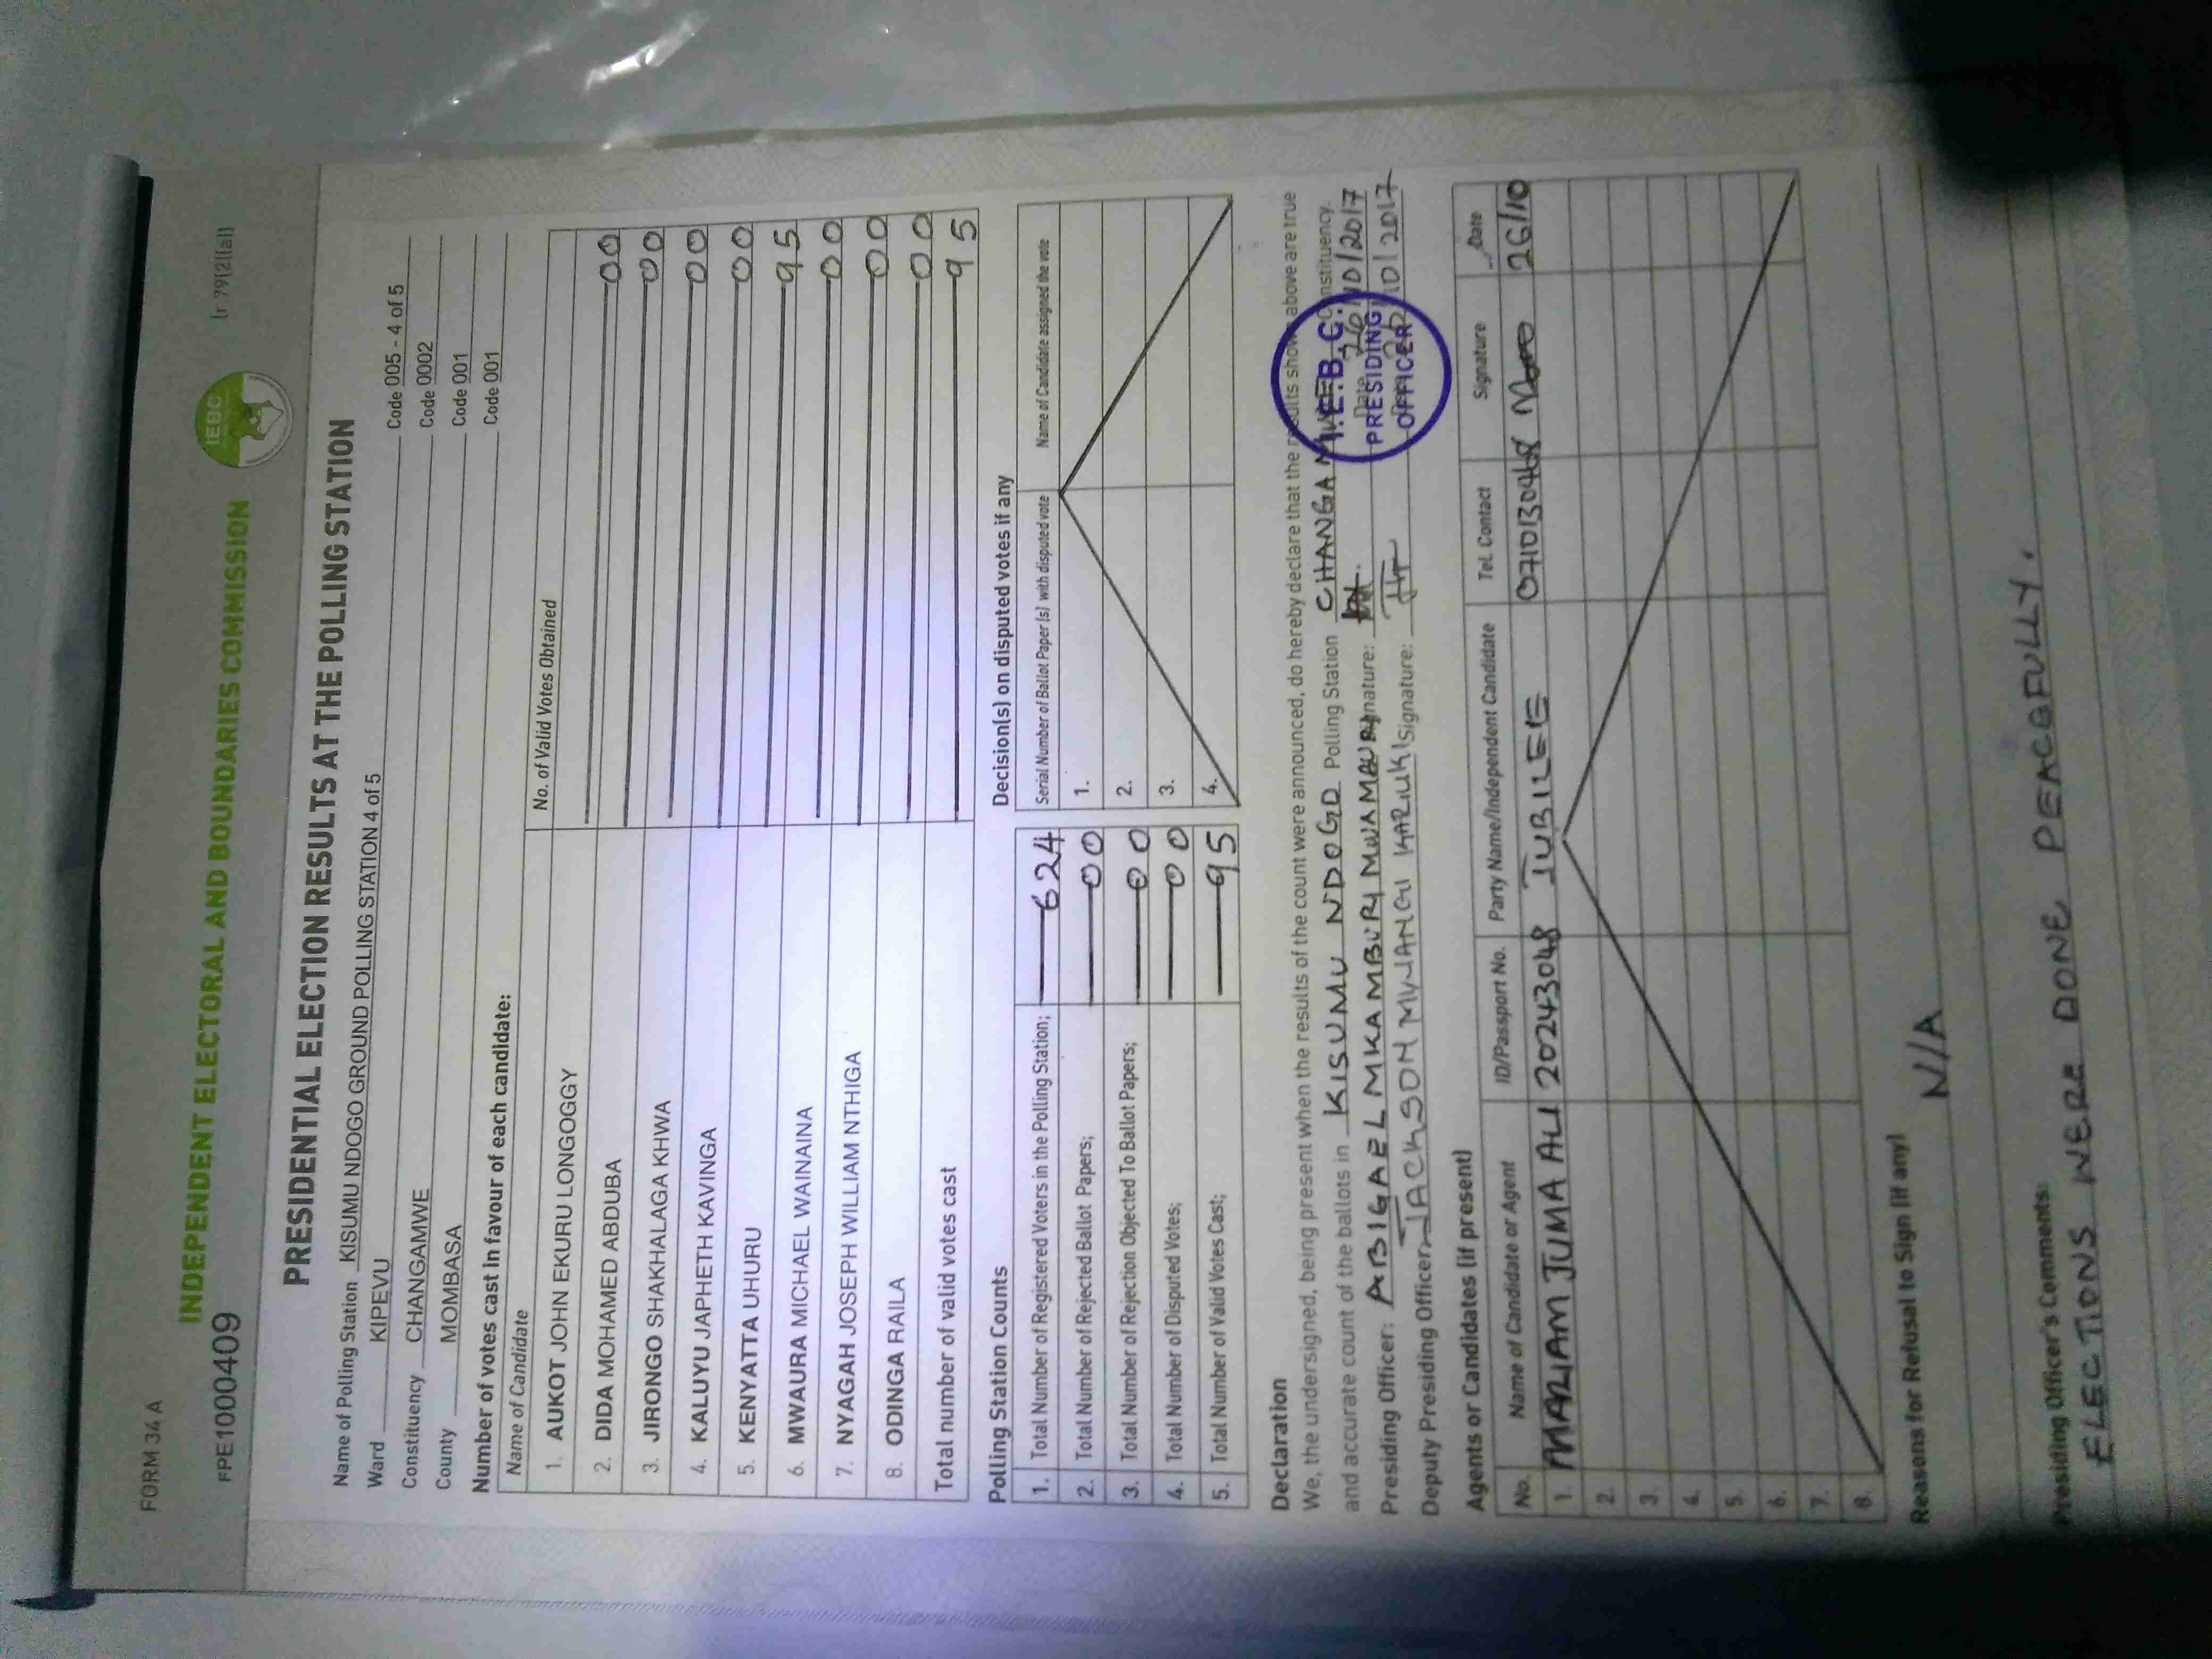 FORM 34 A
INDEPENDENT ELECTORAL AND BOUNDARIES COMMISSION
IEBC
(r 79(2)(a))
FPE1000409
PRESIDENTIAL ELECTION RESULTS AT THE POLLING STATION
Name of Polling Station KISUMU NDOGO GROUND POLLING STATION 4 of 5 Code 005 - 4 of 5
Ward KIPEVU Code 0002
Constituency CHANGAMWE Code 001
County MOMBASA Code 001
Number of votes cast in favour of each candidate:
Name of Candidate No. of Valid Votes Obtained
1. AUKOT JOHN EKURU LONGOGGY 00
2. DIDA MOHAMED ABDUBA 00
3. JIRONGO SHAKHALAGA KHWA 00
4. KALUYU JAPHETH KAVINGA 00
5. KENYATTA UHURU 95
6. MWAURA MICHAEL WAINAINA 00
7. NYAGAH JOSEPH WILLIAM NTHIGA 00
8. ODINGA RAILA 00
Total number of valid votes cast 95
Polling Station Counts
1. Total Number of Registered Voters in the Polling Station; 624
2. Total Number of Rejected Ballot Papers; 00
3. Total Number of Rejection Objected To Ballot Papers; 00
4. Total Number of Disputed Votes; 00
5. Total Number of Valid Votes Cast; 95
Decision(s) on disputed votes if any
Serial Number of Ballot Paper (s) with disputed vote Name of Candidate assigned the vote
1.
2.
3.
4.
Declaration
We, the undersigned, being present when the results of the count were announced, do hereby declare that the results shown above are true
and accurate count of the ballots in KISUMU NDOGO Polling Station CHANGAMWE Constituency.
Presiding Officer: ABIGAEL MKAMBURI MWAMAURI Signature: Date 26/10/2017
Deputy Presiding Officer: JACKSON MWANGI KARIUKI Signature: 26/10/2017
I.E.B.C.
PRESIDING
OFFICER
Agents or Candidates (if present)
No. Name of Candidate or Agent ID/Passport No. Party Name/Independent Candidate Tel. Contact Signature Date
1. MARIAM JUMA ALI 20243048 JUBILEE 26/10
2.
3.
4.
5.
6.
7.
8.
Reasons for Refusal to Sign (if any)
N/A
Presiding Officer's Comments:
ELECTIONS WERE DONE PEACEFULLY.